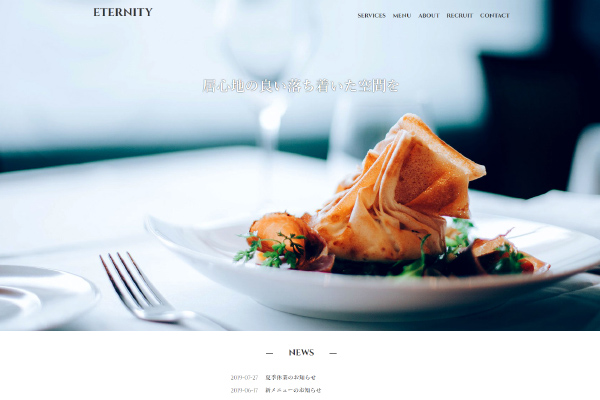 ETERNITY
SERVICES MENU ABOUT RECRUIT CONTACT
居心地の良い落ち着いた空間を
— NEWS —
2019-07-27 夏季休業のお知らせ
2019-06-17 新メニューのお知らせ